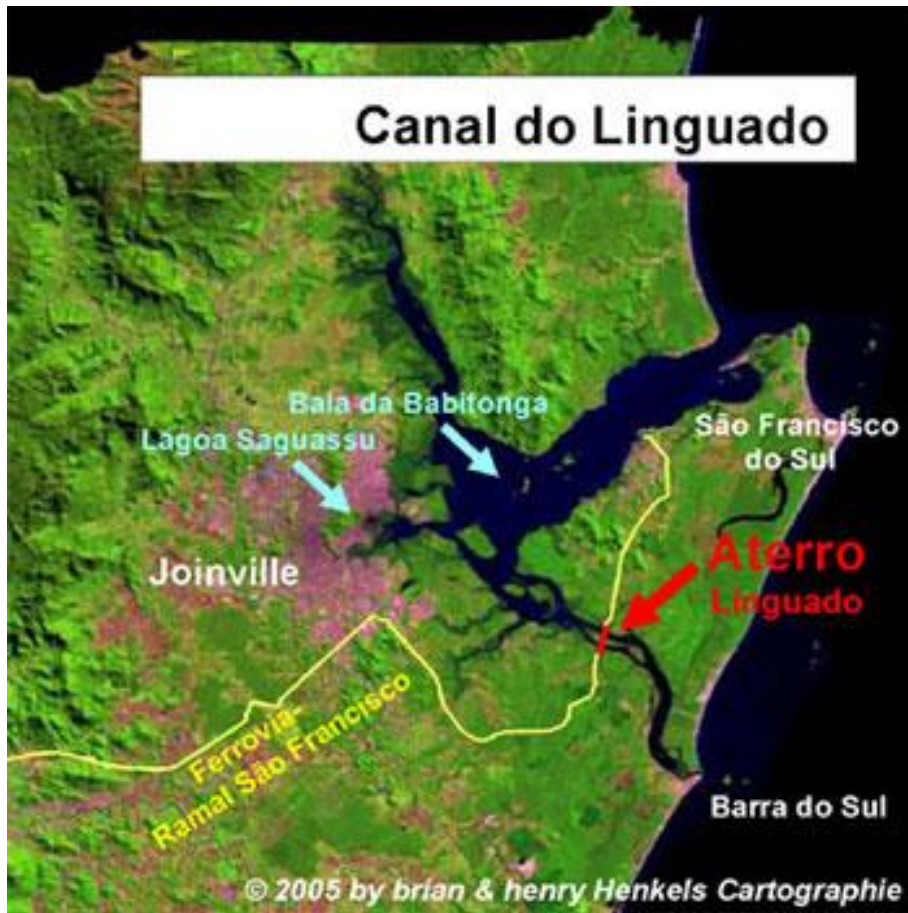 Canal do Linguado
Baia da Babitonga
Lagoa Saguassu
São Francisco
do Sul
Aterro
Linguado
Joinville
Ferrovia-
Ramal São Francisco
Barra do Sul
© 2005 by brian & henry Henkels Cartographie